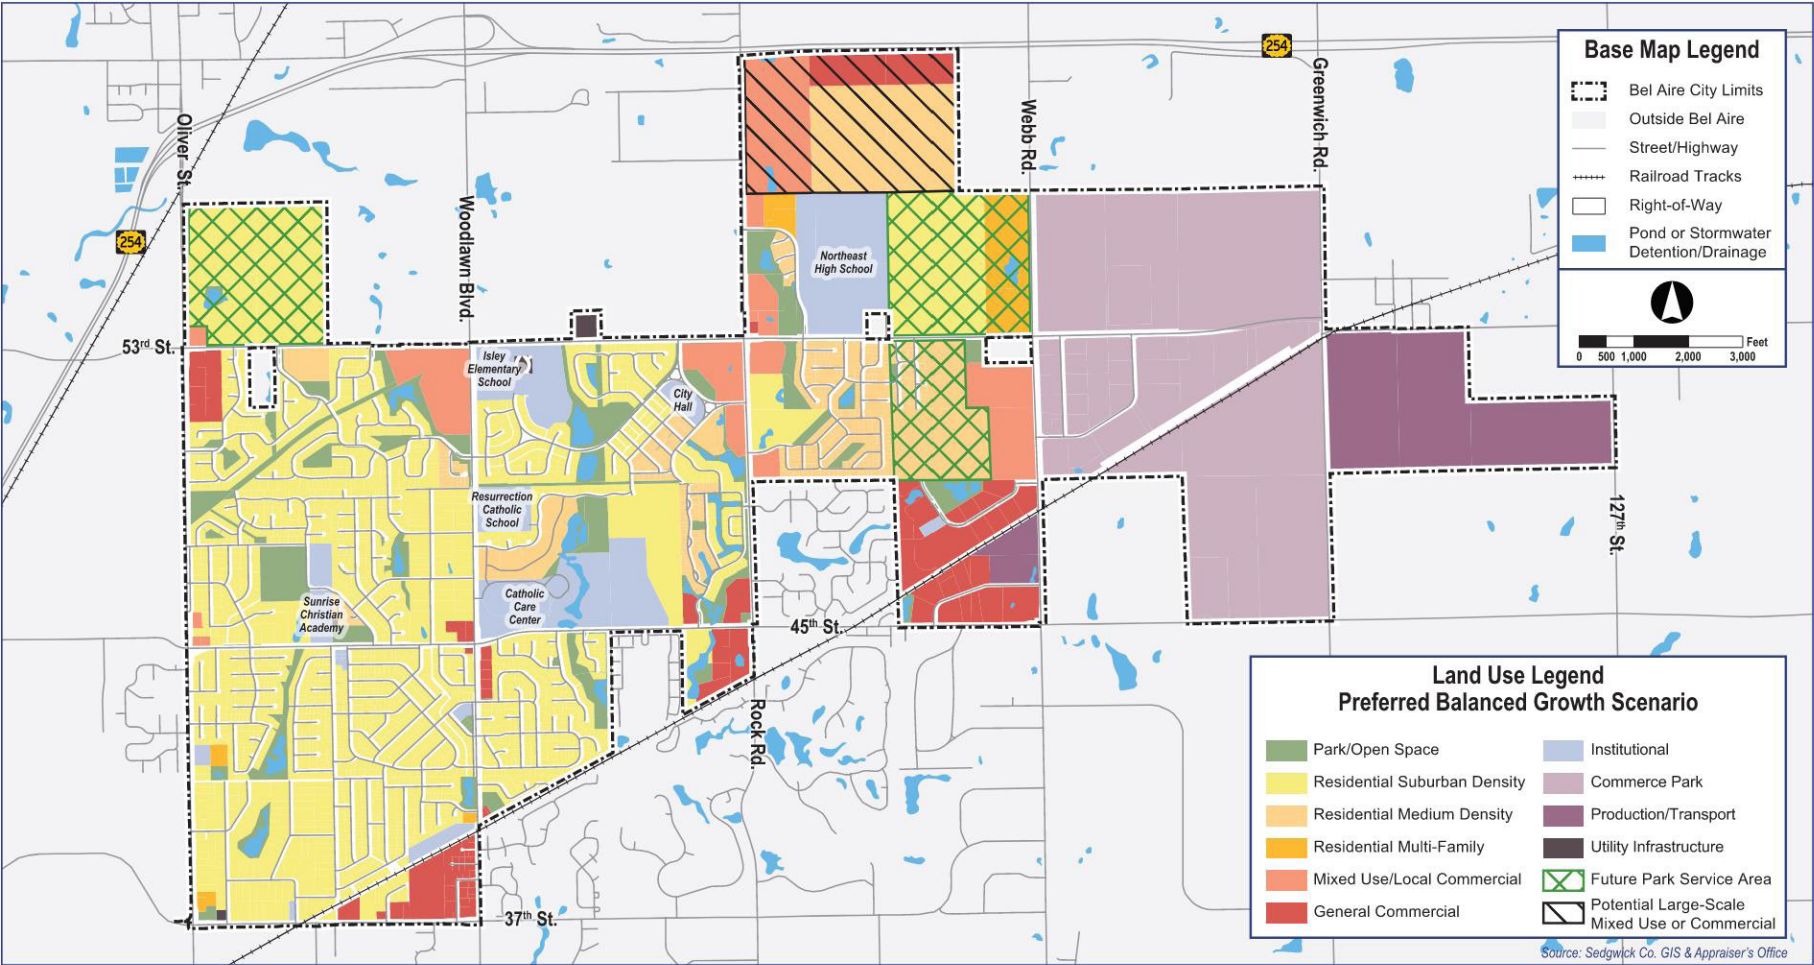 254
Oliver St.
254
Woodlawn Blvd.
Webb Rd.
Greenwich Rd.
53rd St.
Northeast
High School
Isley
Elementary
School
City
Hall
Resurrection
Catholic
School
Sunrise
Christian
Academy
Catholic
Care
Center
45th St.
127th St.
Rock Rd.
37th St.
Base Map Legend
Bel Aire City Limits
Outside Bel Aire
Street/Highway
Railroad Tracks
Right-of-Way
Pond or Stormwater
Detention/Drainage
Feet
0 500 1,000 2,000 3,000
Land Use Legend
Preferred Balanced Growth Scenario
Park/Open Space
Residential Suburban Density
Residential Medium Density
Residential Multi-Family
Mixed Use/Local Commercial
General Commercial
Institutional
Commerce Park
Production/Transport
Utility Infrastructure
Future Park Service Area
Potential Large-Scale
Mixed Use or Commercial
Source: Sedgwick Co. GIS & Appraiser's Office